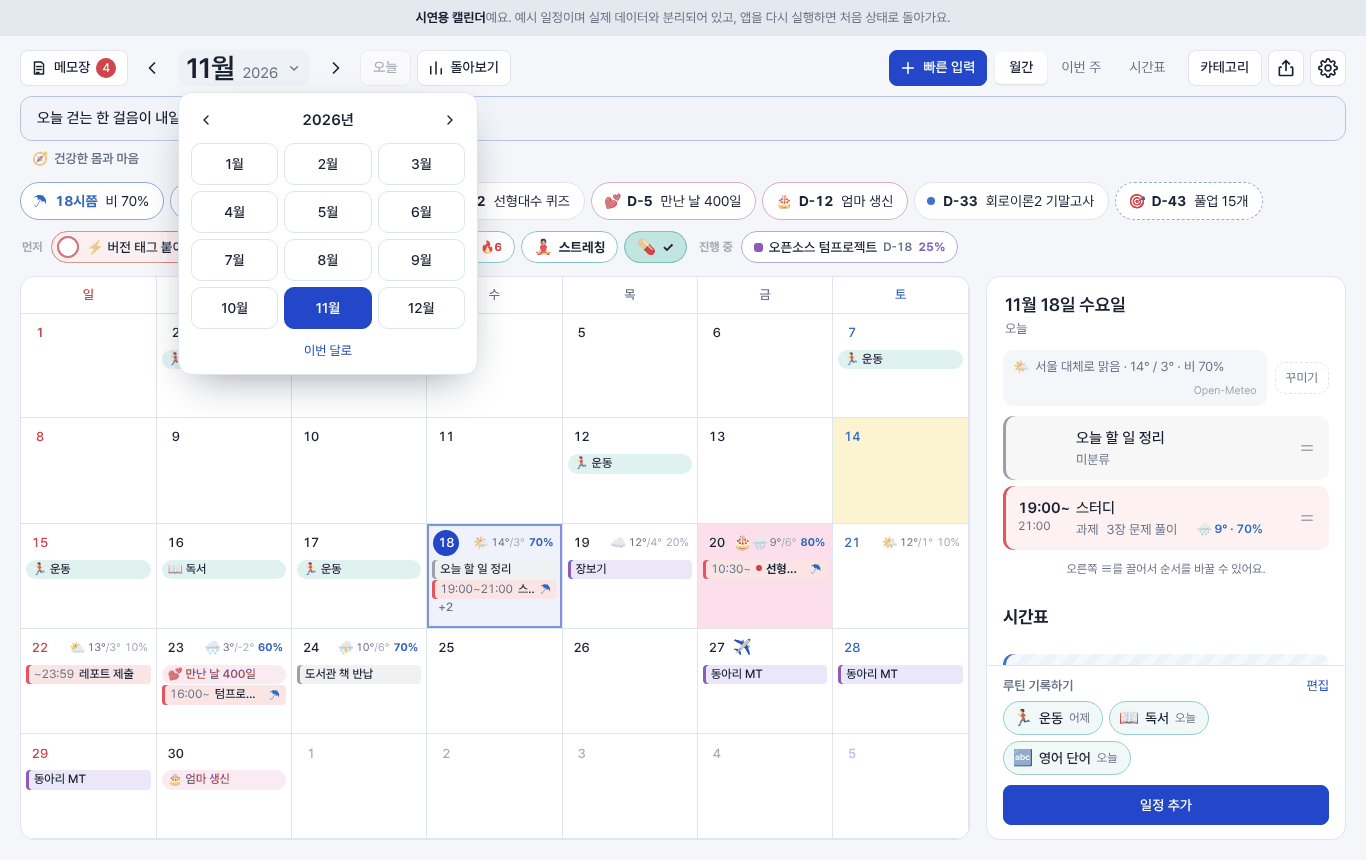 시연용 캘린더예요. 예시 일정이며 실제 데이터와 분리되어 있고, 앱을 다시 실행하면 처음 상태로 돌아가요.
메모장 4
11월 2026
오늘
돌아보기
+ 빠른 입력
월간
이번 주
시간표
카테고리
오늘 걷는 한 걸음이 내일
건강한 몸과 마음
2026년
1월 2월 3월
4월 5월 6월
7월 8월 9월
10월 11월 12월
이번 달로
18시쯤 비 70%
2 선형대수 퀴즈
D-5 만난 날 400일
D-12 엄마 생신
D-33 회로이론2 기말고사
D-43 풀업 15개
먼저
버전 태그 붙이
6
스트레칭
진행 중
오픈소스 텀프로젝트 D-18 25%
일 수 목 금 토
1 2 5 6 7
운동
8 9 10 11 12 13 14
운동
15 16 17 18 14°/3° 70% 19 12°/4° 20% 20 9°/6° 80% 21 12°/1° 10%
운동 독서 운동 오늘 할 일 정리 장보기 10:30~ 선형...
19:00~21:00 스..
+2
22 13°/3° 10% 23 3°/-2° 60% 24 10°/6° 70% 25 26 27 28
~23:59 레포트 제출 만난 날 400일 도서관 책 반납 동아리 MT 동아리 MT
16:00~ 텀프로...
29 30 1 2 3 4 5
동아리 MT 엄마 생신
11월 18일 수요일
오늘
서울 대체로 맑음 · 14° / 3° · 비 70%
Open-Meteo
꾸미기
오늘 할 일 정리
미분류
19:00~ 스터디
21:00 과제 3장 문제 풀이 9° · 70%
오른쪽 ≡를 끌어서 순서를 바꿀 수 있어요.
시간표
루틴 기록하기 편집
운동 어제
독서 오늘
abc 영어 단어 오늘
일정 추가